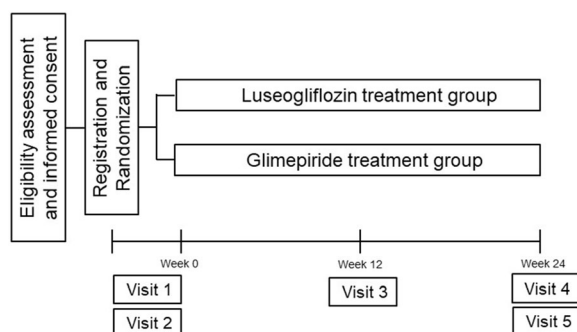 Eligibility assessment
and informed consent
Registration and
Randomization
Luseogliflozin treatment group
Glimepiride treatment group
Week 0
Week 12
Week 24
Visit 1
Visit 2
Visit 3
Visit 4
Visit 5